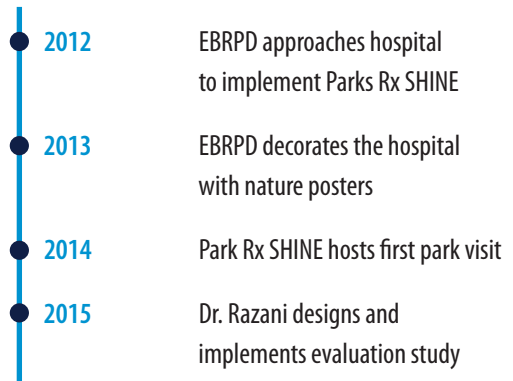 2012 EBRPD approaches hospital
to implement Parks Rx SHINE
2013 EBRPD decorates the hospital
with nature posters
2014 Park Rx SHINE hosts first park visit
2015 Dr. Razani designs and
implements evaluation study